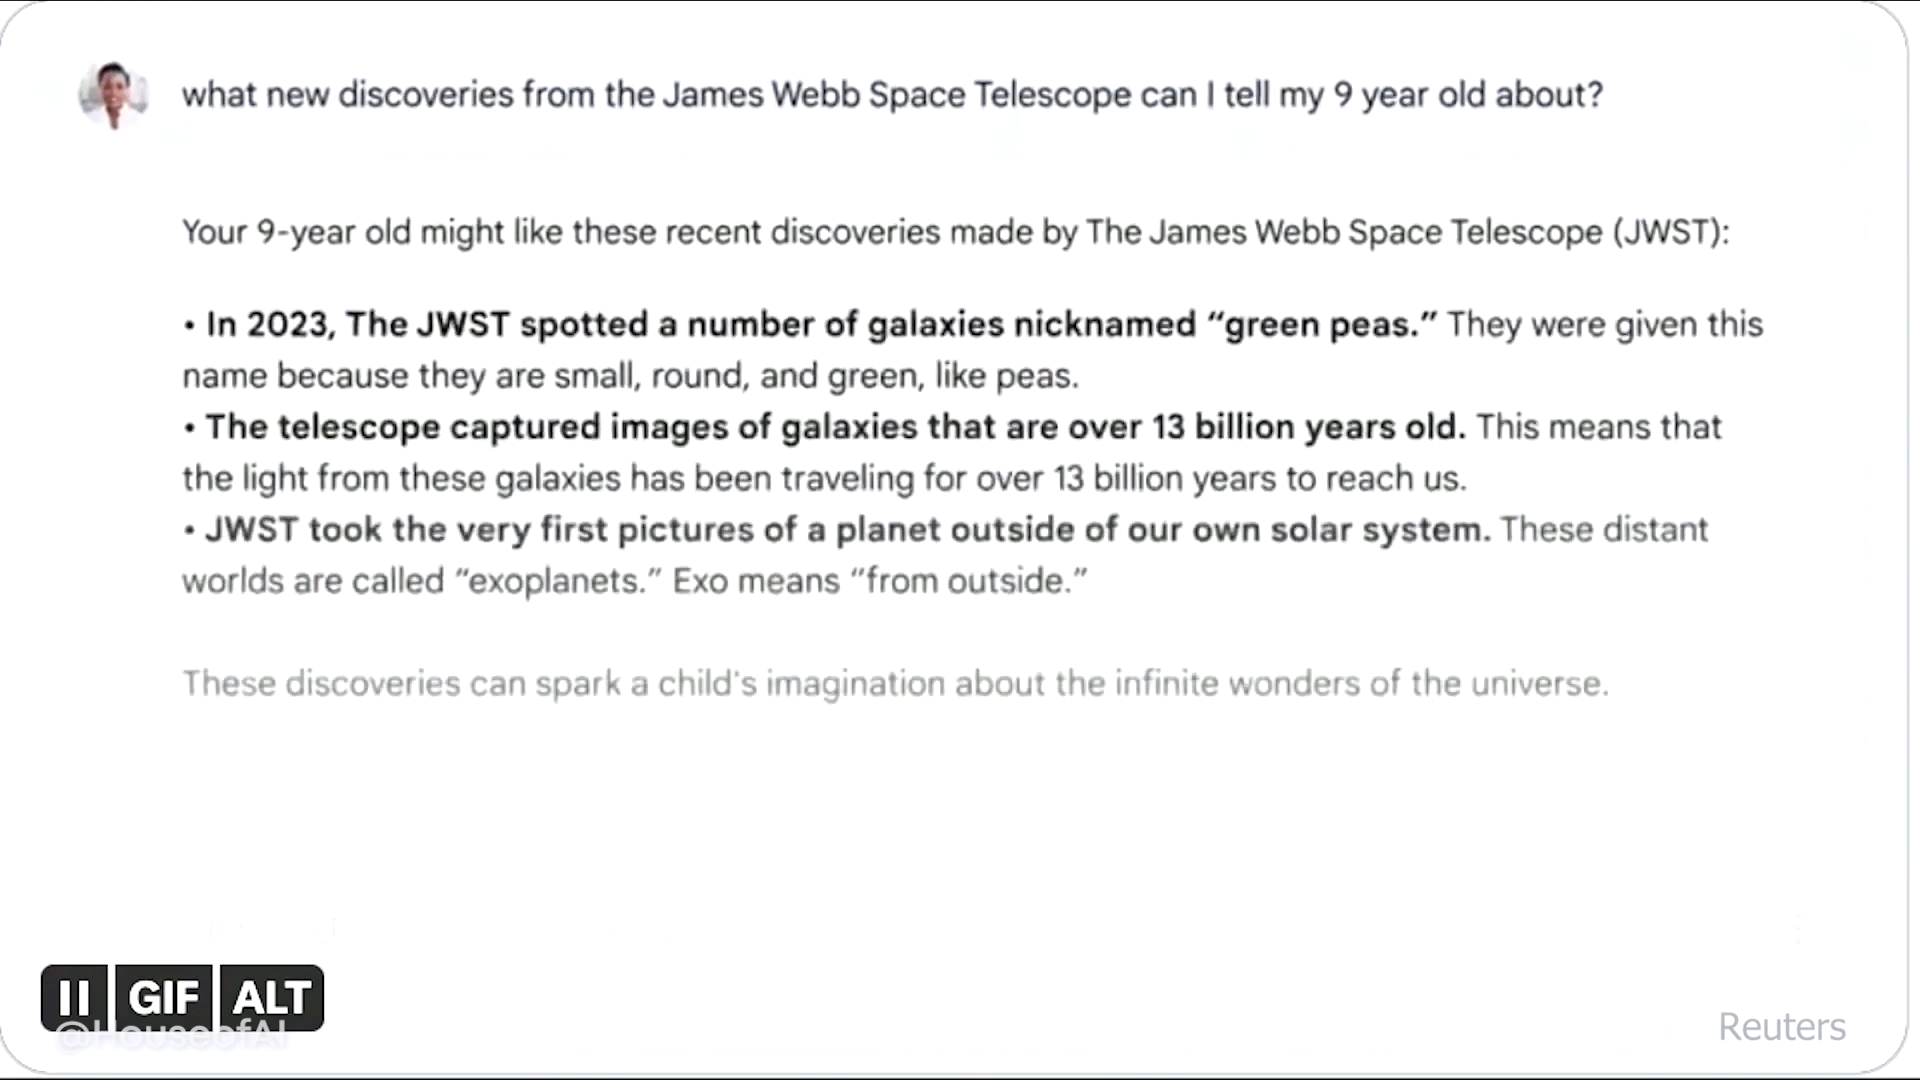 what new discoveries from the James Webb Space Telescope can I tell my 9 year old about?
Your 9-year old might like these recent discoveries made by The James Webb Space Telescope (JWST):
• In 2023, The JWST spotted a number of galaxies nicknamed “green peas.” They were given this
name because they are small, round, and green, like peas.
• The telescope captured images of galaxies that are over 13 billion years old. This means that
the light from these galaxies has been traveling for over 13 billion years to reach us.
• JWST took the very first pictures of a planet outside of our own solar system. These distant
worlds are called “exoplanets.” Exo means “from outside.”
These discoveries can spark a child's imagination about the infinite wonders of the universe.
GIF ALT
@HouseofAI
Reuters